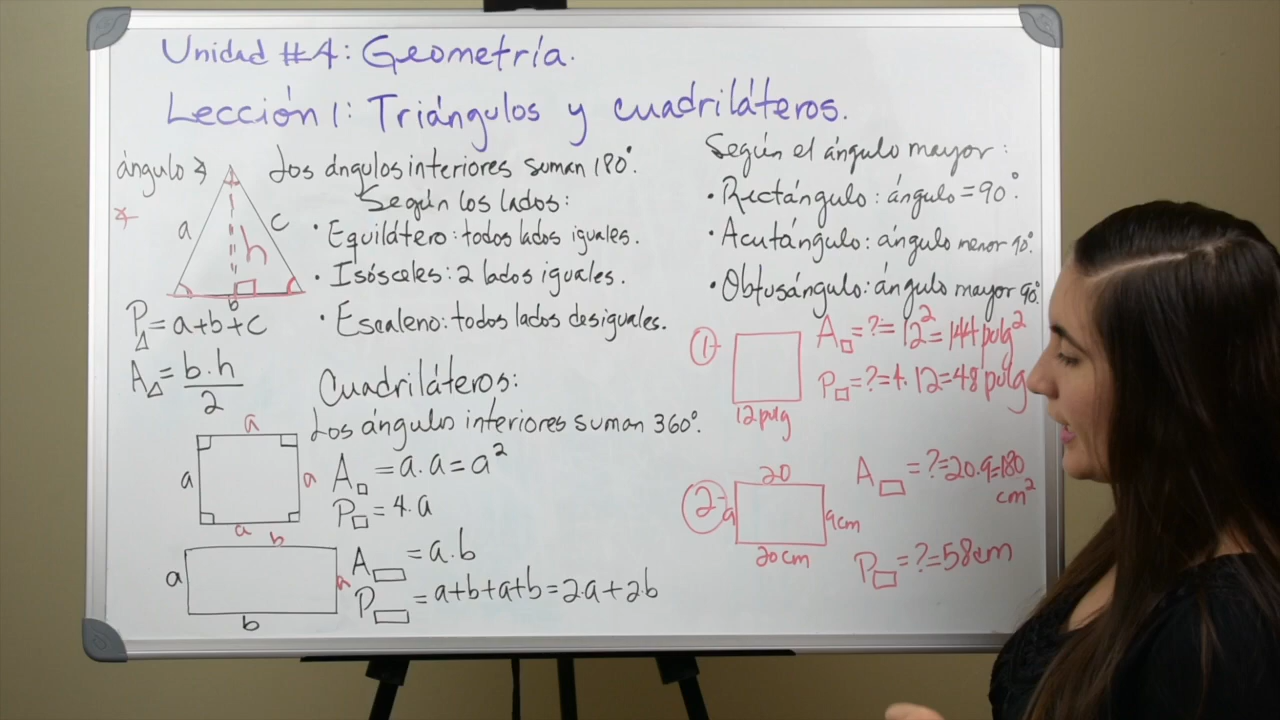 Unidad #4: Geometría.
Lección 1: Triángulos y cuadriláteros.
ángulo ∡
∡
Los ángulos interiores suman 180°.
Según los lados:
• Equilátero: todos lados iguales.
• Isósceles: 2 lados iguales.
• Escaleno: todos lados desiguales.
a
c
h
b
P△ = a+b+c
A△ = b.h / 2
Cuadriláteros:
Los ángulos interiores suman 360°.
a
a
a
a
A□ = a.a = a²
P□ = 4.a
b
a
a
b
A▭ = a.b
P▭ = a+b+a+b = 2.a+2.b
Según el ángulo mayor:
• Rectángulo: ángulo = 90°.
• Acutángulo: ángulo menor 90°.
• Obtusángulo: ángulo mayor 90°.
1-
12 pulg
A□ = ? = 12² = 144 pulg²
P□ = ? = 4.12 = 48 pulg
2-
20
9
9cm
20cm
A▭ = ? = 20.9 = 180
cm²
P▭ = ? = 58cm